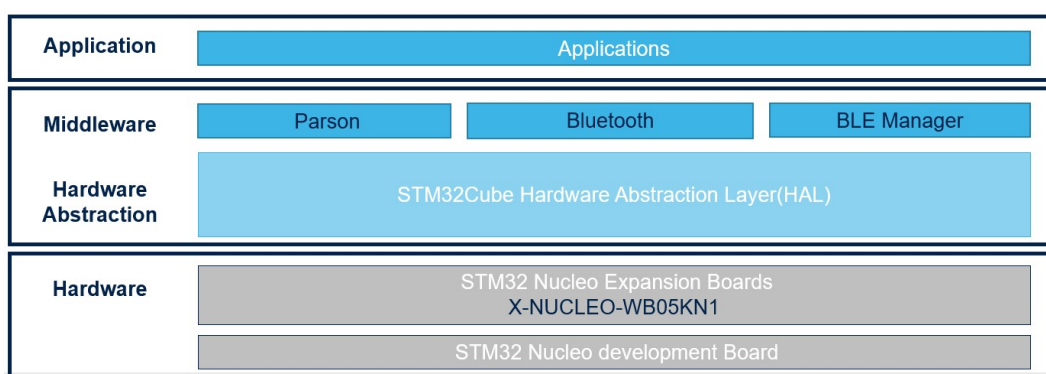 Application
Applications
Middleware
Parson
Bluetooth
BLE Manager
Hardware
Abstraction
STM32Cube Hardware Abstraction Layer(HAL)
Hardware
STM32 Nucleo Expansion Boards
X-NUCLEO-WB05KN1
STM32 Nucleo development Board